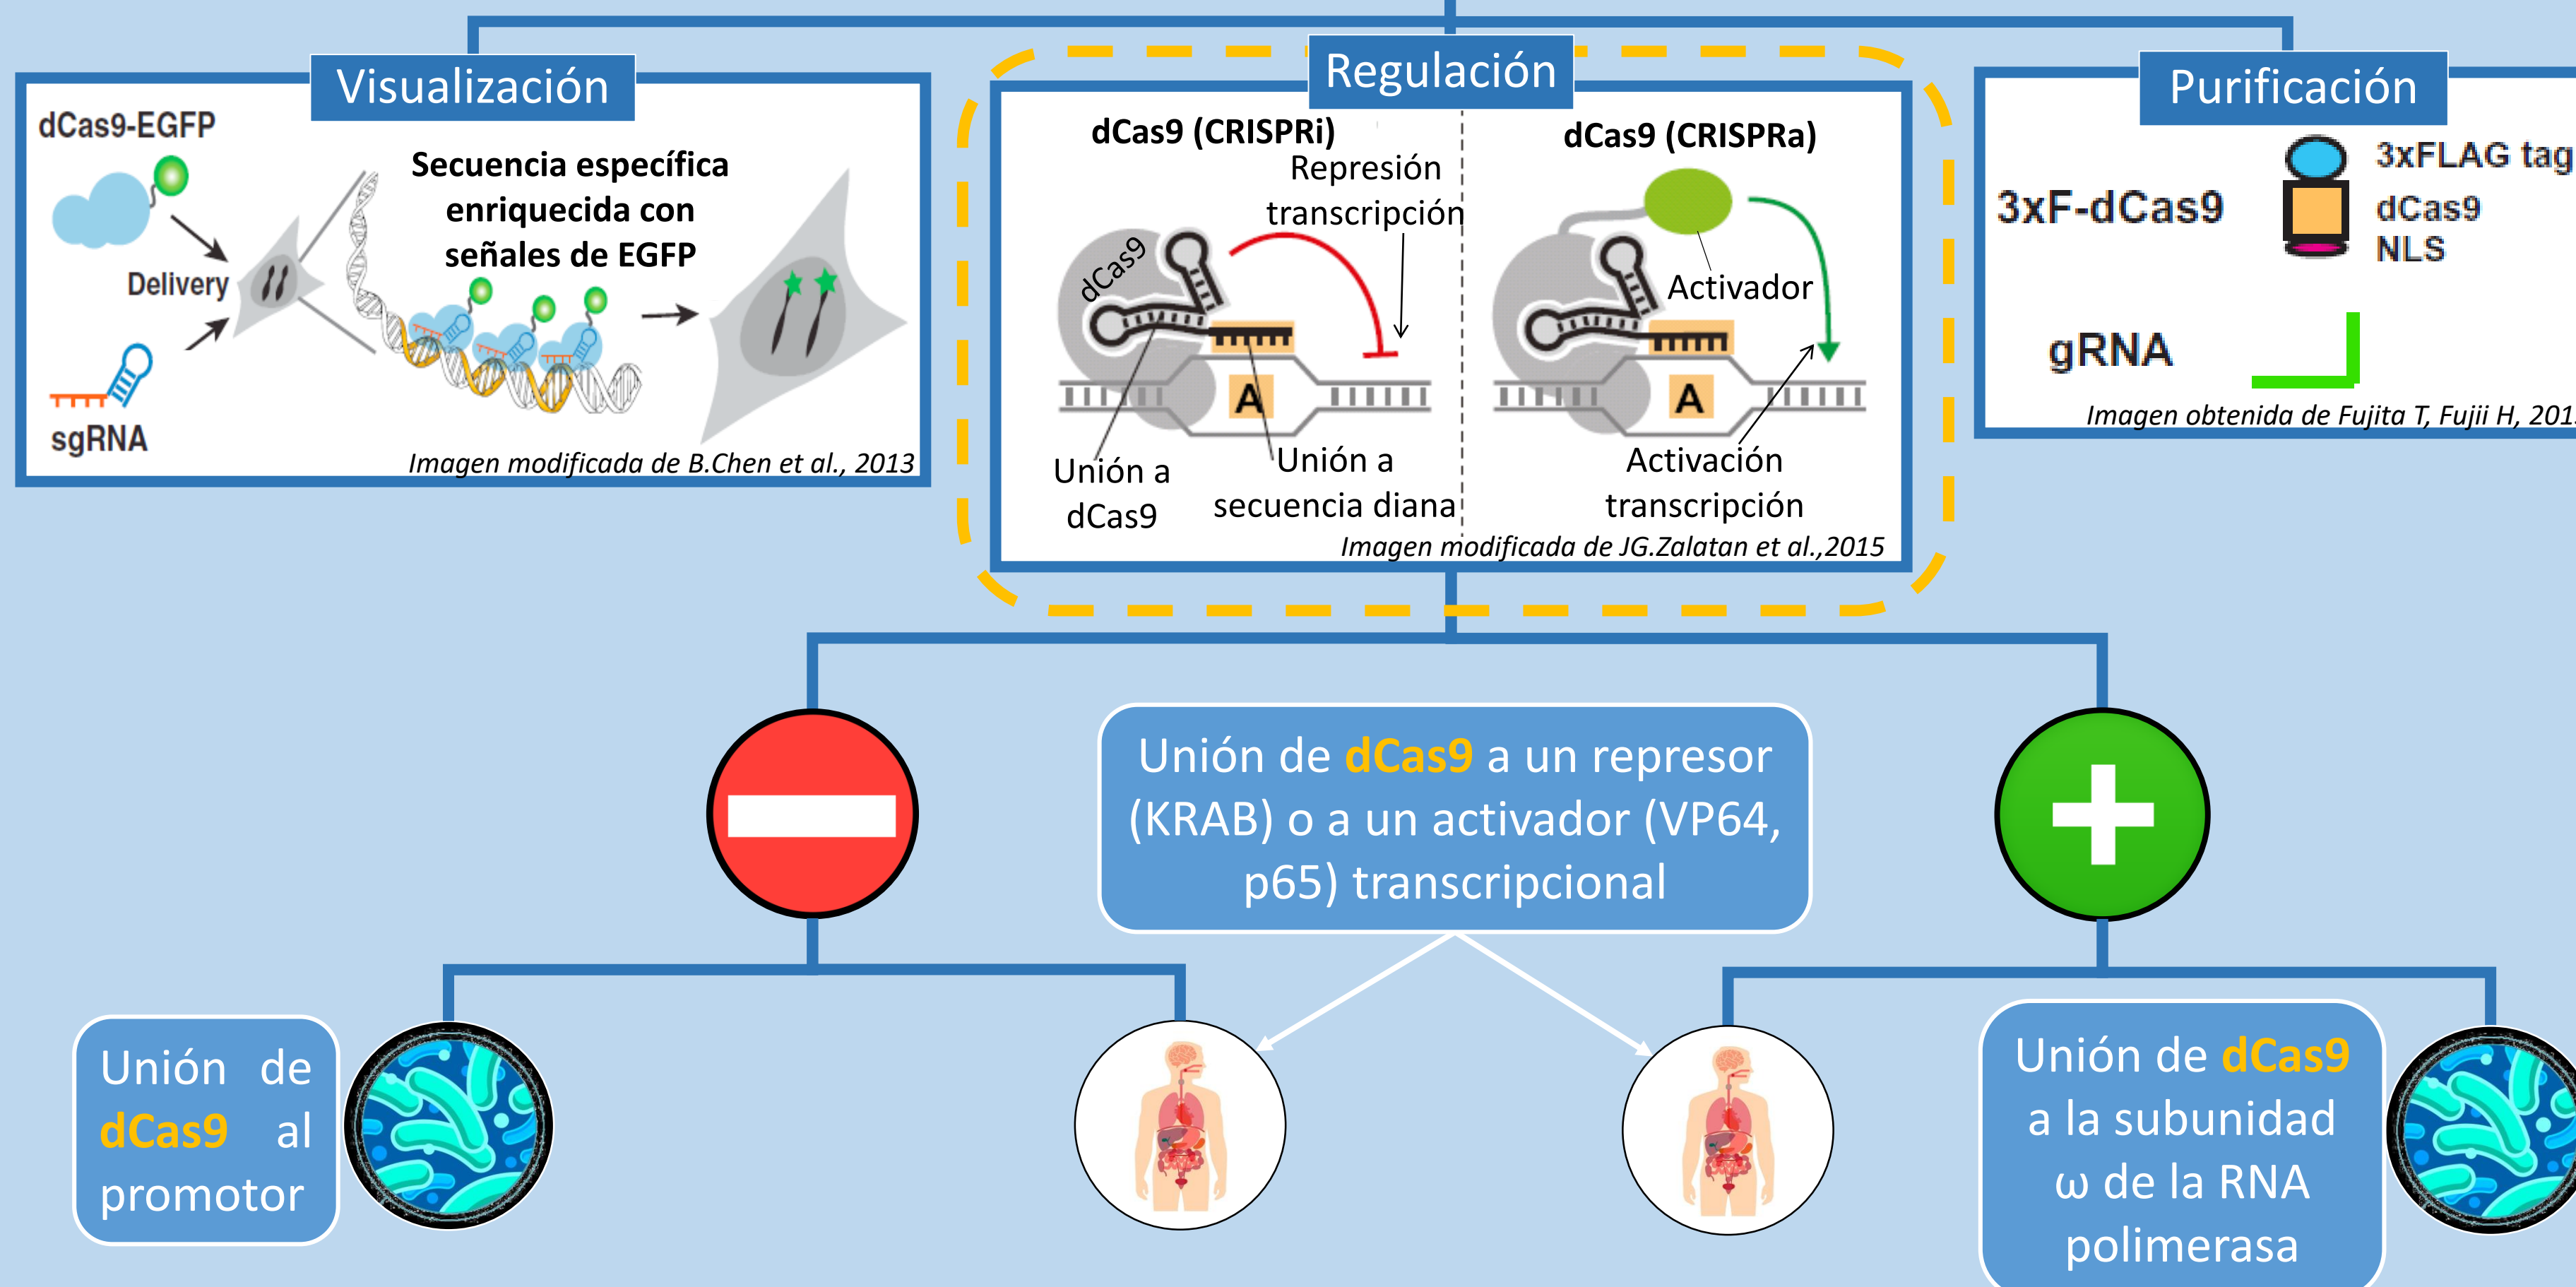 Visualización
dCas9-EGFP
Secuencia específica
enriquecida con
señales de EGFP
Delivery
sgRNA
Imagen modificada de B.Chen et al., 2013
Regulación
dCas9 (CRISPRi)
Represión
transcripción
dCas9
A
Unión a
dCas9
Unión a
secuencia diana
dCas9 (CRISPRa)
Activador
A
Activación
transcripción
Imagen modificada de JG.Zalatan et al.,2015
Purificación
3xF-dCas9
3xFLAG tag
dCas9
NLS
gRNA
Imagen obtenida de Fujita T, Fujii H,
Unión de dCas9 a un represor
(KRAB) o a un activador (VP64,
p65) transcripcional
Unión de
dCas9 al
promotor
Unión de dCas9
a la subunidad
ω de la RNA
polimerasa